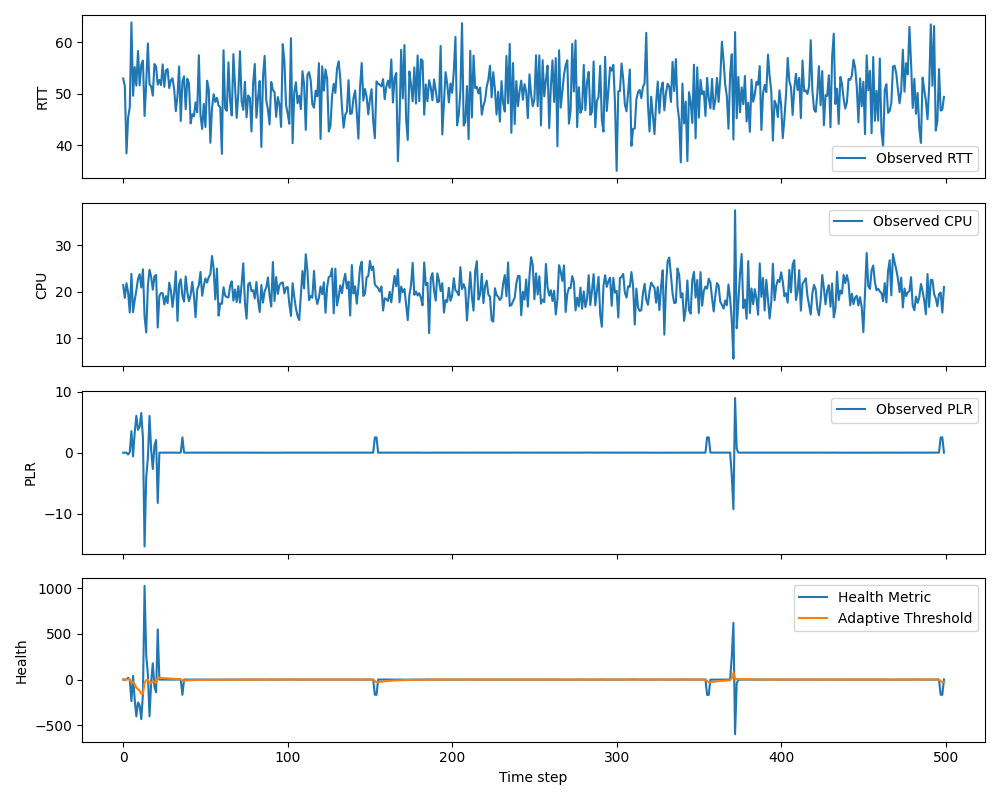 RTT
60
50
40
Observed RTT
CPU
30
20
10
Observed CPU
PLR
10
0
−10
Observed PLR
Health
1000
500
0
−500
Health Metric
Adaptive Threshold
0
100
200
300
400
500
Time step